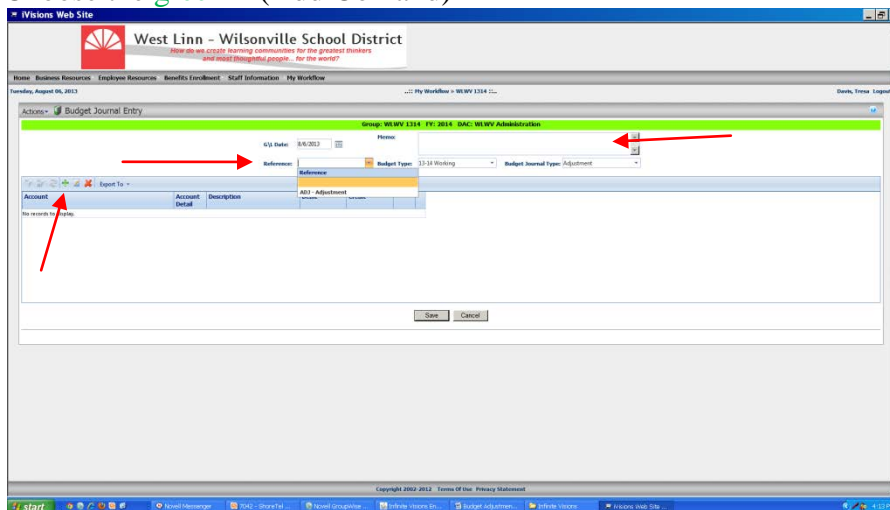 iVisions Web Site
West Linn - Wilsonville School District
How do we create learning communities for the greatest thinkers
and most thoughtful people... for the world?
Home Business Resources Employee Resources Benefits Enrollment Staff Information My Workflow
Tuesday, August 06, 2013 ..:: My Workflow > WLWV 1314 ::.. Davis, Tresa Logout
Actions Budget Journal Entry
Group: WLWV 1314 FY: 2014 DAC: WLWV Administration
G\L Date: 8/6/2013 Memo:
Reference: Budget Type: 13-14 Working Budget Journal Type: Adjustment
Reference
ADJ - Adjustment
Export To
Account Account Detail Description
No records to display.
Save Cancel
Copyright 2002-2012 Terms Of Use Privacy Statement
start Novell Messenger 7042 - ShoreTel ... Novell GroupWise ... Infinite Visions En... Budget Adjustmen... Infinite Visions iVisions Web Site ... 4:13 P